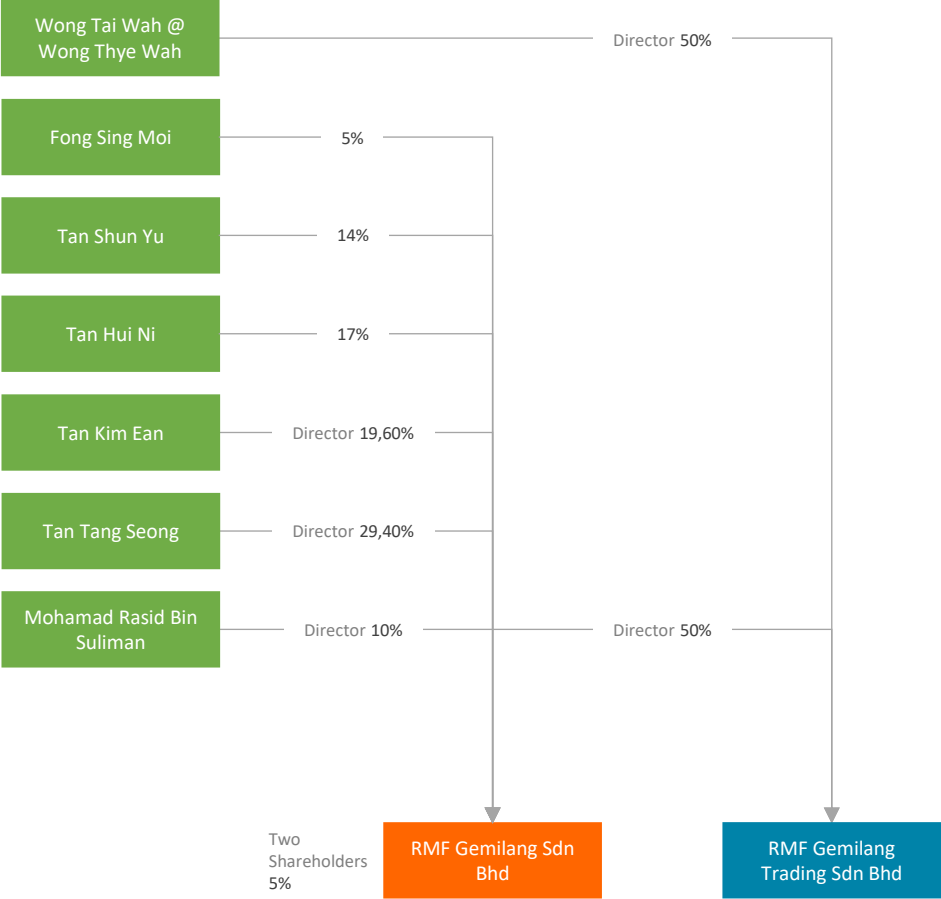 Wong Tai Wah @
Wong Thye Wah
Director 50%
Fong Sing Moi
5%
Tan Shun Yu
14%
Tan Hui Ni
17%
Tan Kim Ean
Director 19,60%
Tan Tang Seong
Director 29,40%
Mohamad Rasid Bin
Suliman
Director 10%
Director 50%
Two
Shareholders
5%
RMF Gemilang Sdn
Bhd
RMF Gemilang
Trading Sdn Bhd